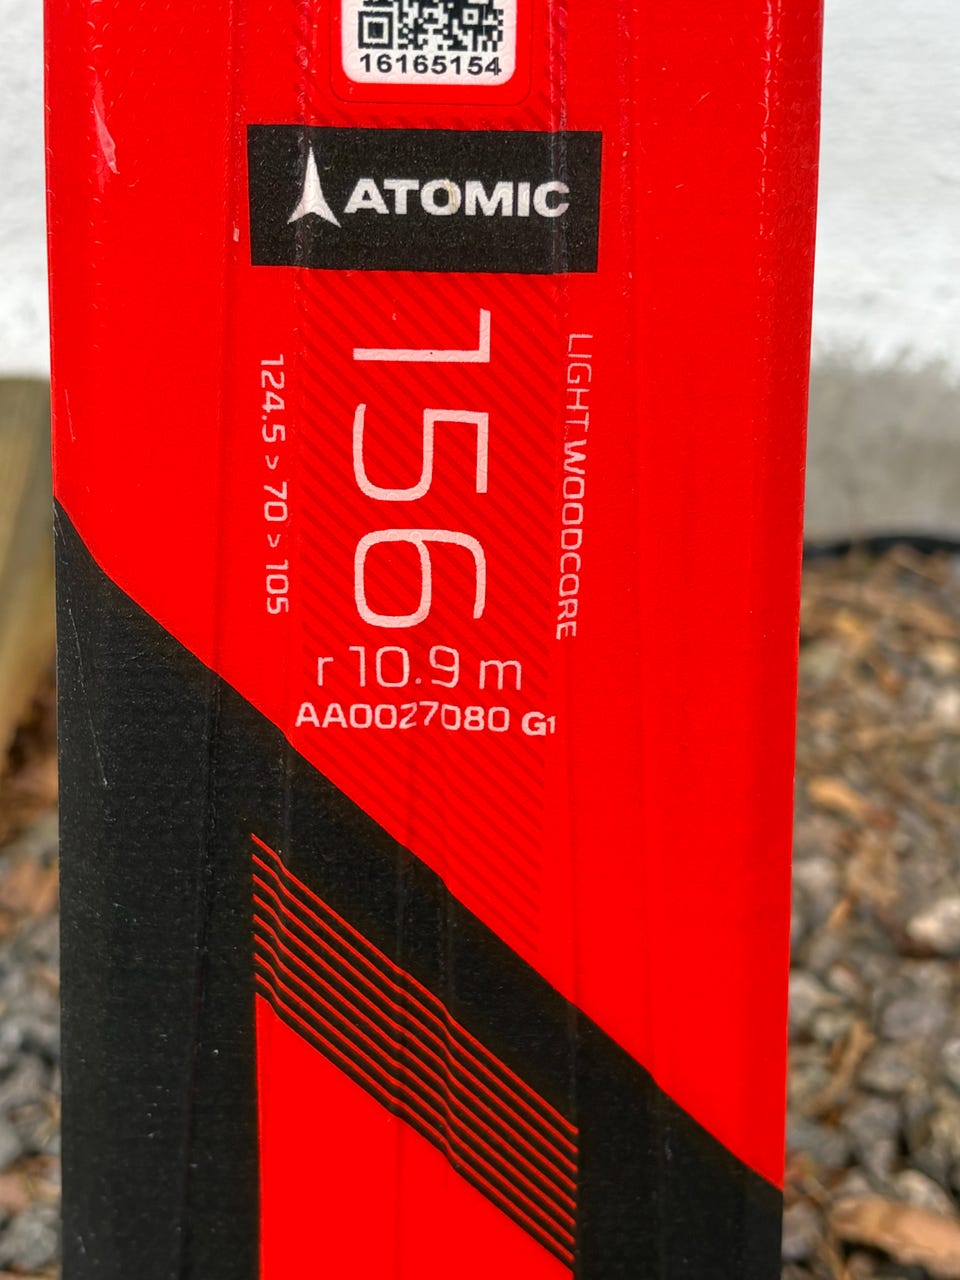 16165154
ATOMIC
156
LIGHT WOODCORE
124.5 > 70 > 105
r 10.9 m
AA0027080 G1